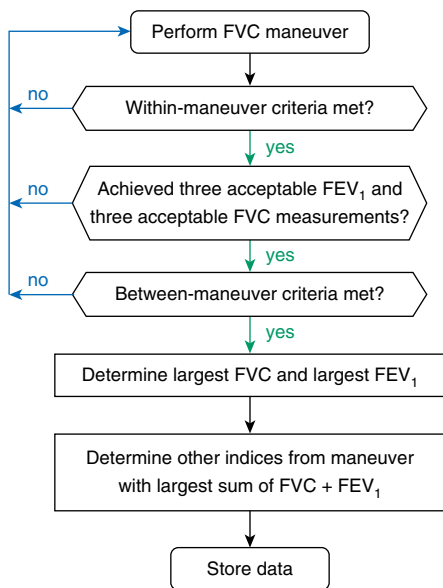 Perform FVC maneuver
no
Within-maneuver criteria met?
yes
no
Achieved three acceptable FEV₁ and
three acceptable FVC measurements?
yes
no
Between-maneuver criteria met?
yes
Determine largest FVC and largest FEV₁
Determine other indices from maneuver
with largest sum of FVC + FEV₁
Store data